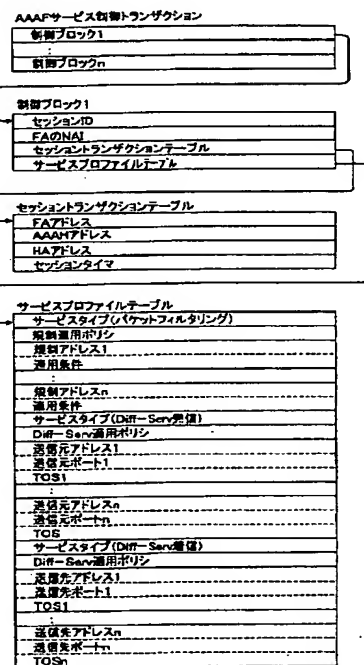 AAAFサービス制御トランザクション
制御ブロック1
:
制御ブロックn
制御ブロック1
セッションID
FAのNAI
セッショントランザクションテーブル
サービスプロファイルテーブル
セッショントランザクションテーブル
FAアドレス
AAAHアドレス
HAアドレス
セッションタイマ
サービスプロファイルテーブル
サービスタイプ(パケットフィルタリング)
規制適用ポリシ
規制アドレス1
適用条件
:
規制アドレスn
適用条件
サービスタイプ(Diff-Serv発信)
Diff-Serv適用ポリシ
送信元アドレス1
送信元ポート1
TOS1
:
送信元アドレスn
送信元ポートn
TOS
サービスタイプ(Diff-Serv着信)
Diff-Serv適用ポリシ
送信先アドレス1
送信先ポート1
TOS1
:
送信先アドレスn
送信先ポートn
TOSn